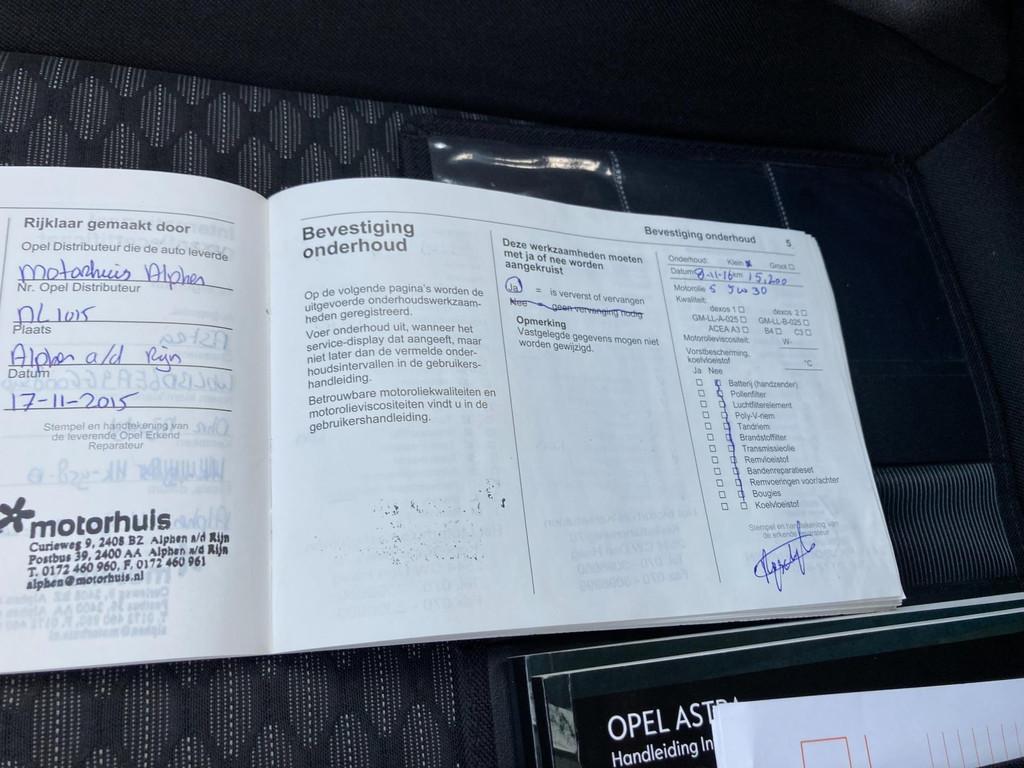 Rijklaar gemaakt door
Opel Distributeur die de auto leverde
Motorhuis Alphen
Nr. Opel Distributeur
NL 1015
Plaats
Alphen a/d Rijn
Datum
17-11-2015
Stempel en handtekening van
de leverende Opel Erkend
Reparateur
motorhuis
Curieweg 9, 2408 BZ Alphen a/d Rijn
Postbus 39, 2400 AA Alphen a/d Rijn
T. 0172 460 960, F. 0172 460 961
alphen@motorhuis.nl
Bevestiging
onderhoud
Op de volgende pagina's worden de
uitgevoerde onderhoudswerkzaam-
heden geregistreerd.
Voer onderhoud uit, wanneer het
service-display dat aangeeft, maar
niet later dan de vermelde onder-
houdsintervallen in de gebruikers-
handleiding.
Betrouwbare motoroliekwaliteiten en
motorolieviscositeiten vindt u in de
gebruikershandleiding.
Deze werkzaamheden moeten
met ja of nee worden
aangekruist
Ja = is ververst of vervangen
Nee = geen vervanging nodig
Opmerking
Vastgelegde gegevens mogen niet
worden gewijzigd.
Bevestiging onderhoud 5
Onderhoud: Klein Groot
Datum 8-11-16 km 15,200
Motorolie 5 5w30
Kwaliteit:
dexos 1 dexos 2
GM-LL-A-025 GM-LL-B-025
ACEA A3 B4 C3
Motorolieviscositeit: W-
Vorstbescherming,
koelvloeistof °C
Ja Nee
Batterij (handzender)
Pollenfilter
Luchtfilterelement
Poly-V-riem
Tandriem
Brandstoffilter
Transmissieolie
Remvloeistof
Bandenreparatieset
Remvoeringen voor/achter
Bougies
Koelvloeistof
Stempel en handtekening van
de erkende reparateur
OPEL ASTRA
Handleiding In